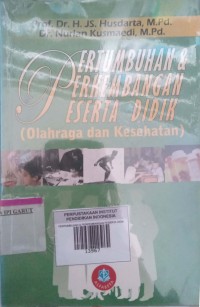 Prof. Dr. H. JS. Husdarta, M.Pd.
Dr. Nurlan Kusmaedi, M.Pd.
PERTUMBUHAN &
PERKEMBANGAN
PESERTA DIDIK
(Olahraga dan Kesehatan)
PERPUSTAKAAN INSTITUT
PENDIDIKAN INDONESIA